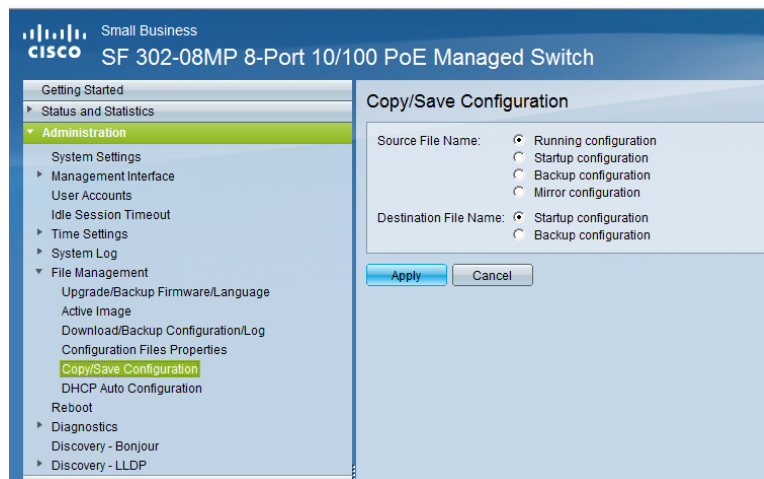 Small Business
CISCO
SF 302-08MP 8-Port 10/100 PoE Managed Switch
Getting Started
Status and Statistics
Administration
System Settings
Management Interface
User Accounts
Idle Session Timeout
Time Settings
System Log
File Management
Upgrade/Backup Firmware/Language
Active Image
Download/Backup Configuration/Log
Configuration Files Properties
Copy/Save Configuration
DHCP Auto Configuration
Reboot
Diagnostics
Discovery - Bonjour
Discovery - LLDP
Copy/Save Configuration
Source File Name: Running configuration
Startup configuration
Backup configuration
Mirror configuration
Destination File Name: Startup configuration
Backup configuration
Apply Cancel